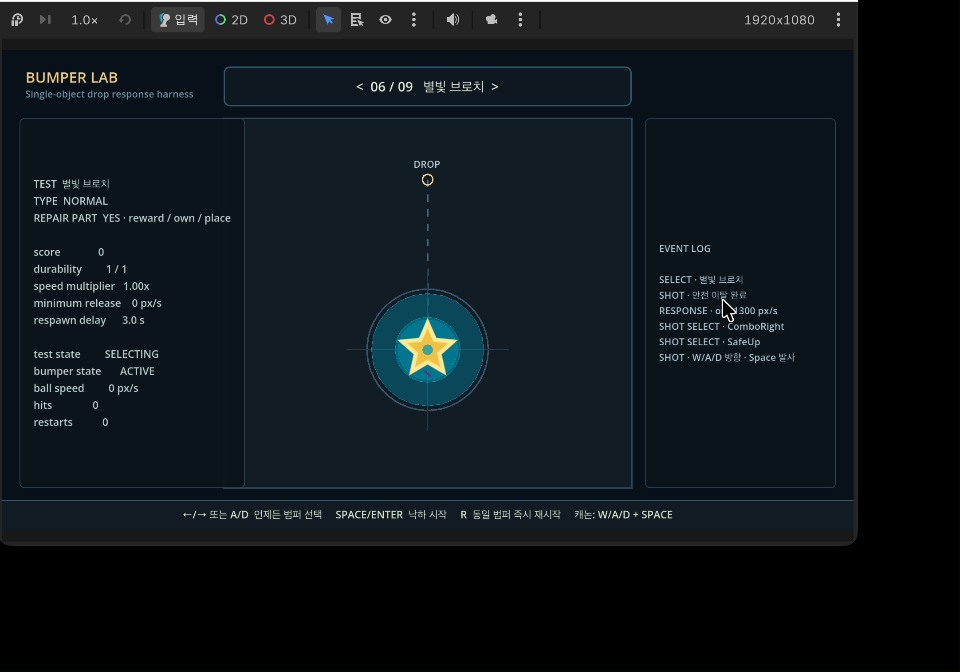 1.0× 입력 2D 3D 1920x1080
BUMPER LAB
Single-object drop response harness
< 06 / 09 별빛 브로치 >
TEST 별빛 브로치
TYPE NORMAL
REPAIR PART YES · reward / own / place
score 0
durability 1 / 1
speed multiplier 1.00x
minimum release 0 px/s
respawn delay 3.0 s
test state SELECTING
bumper state ACTIVE
ball speed 0 px/s
hits 0
restarts 0
DROP
EVENT LOG
SELECT · 별빛 브로치
SHOT · 안전 이탈 완료
RESPONSE · 1300 px/s
SHOT SELECT · ComboRight
SHOT SELECT · SafeUp
SHOT · W/A/D 방향 · Space 발사
←/→ 또는 A/D 언제든 범퍼 선택 SPACE/ENTER 낙하 시작 R 동일 범퍼 즉시 재시작 캐논: W/A/D + SPACE